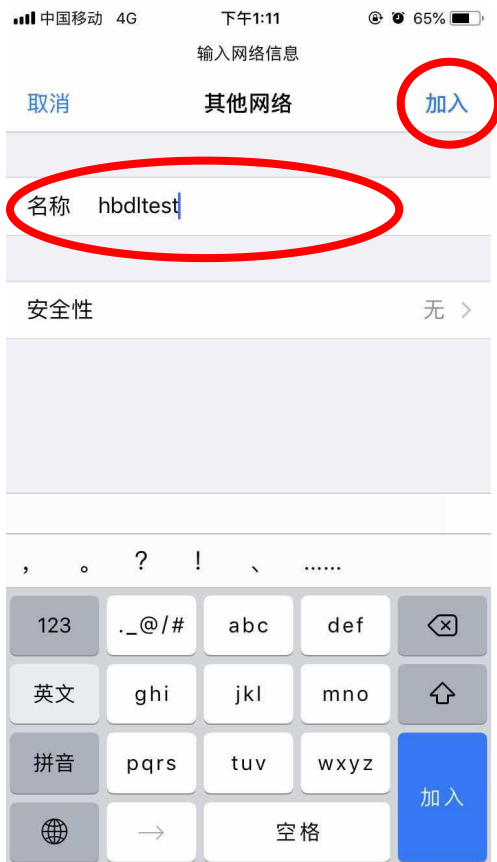 中国移动 4G 下午1:11 65%
输入网络信息
取消 其他网络 加入
名称 hbdltest
安全性 无 >
， 。 ? ! 、 ……
123 ._@/# abc def
英文 ghi jkl mno
拼音 pqrs tuv wxyz 加入
空格